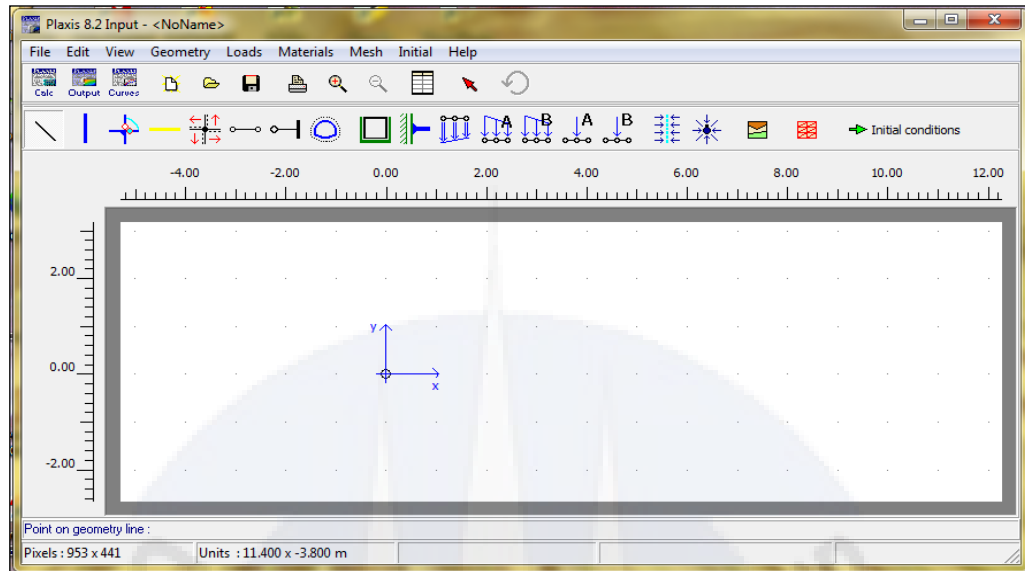 Plaxis 8.2 Input - <NoName>
File Edit View Geometry Loads Materials Mesh Initial Help
Calc Output Curves
A B A B Initial conditions
-4.00 -2.00 0.00 2.00 4.00 6.00 8.00 10.00 12.00
2.00
y
0.00
x
-2.00
Point on geometry line :
Pixels : 953 x 441 Units : 11.400 x -3.800 m